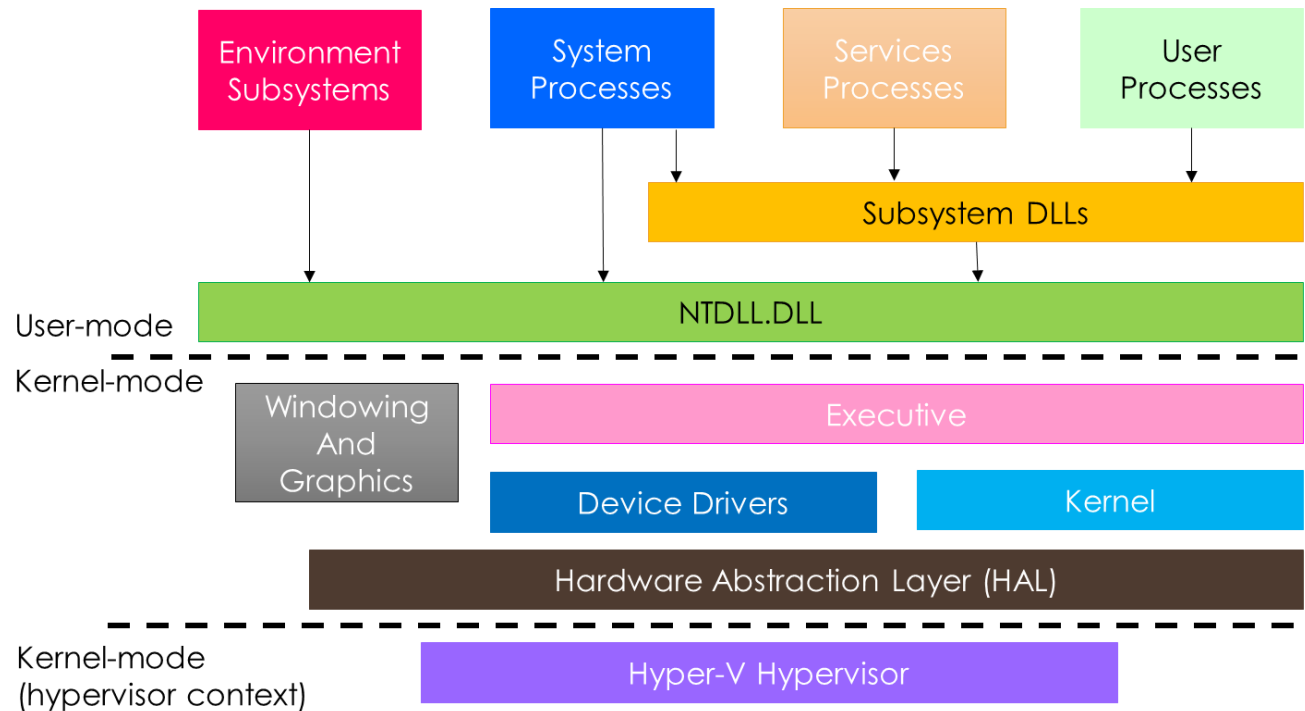 Environment
Subsystems
System
Processes
Services
Processes
User
Processes
Subsystem DLLs
NTDLL.DLL
User-mode
Kernel-mode
Windowing
And
Graphics
Executive
Device Drivers
Kernel
Hardware Abstraction Layer (HAL)
Kernel-mode
(hypervisor context)
Hyper-V Hypervisor